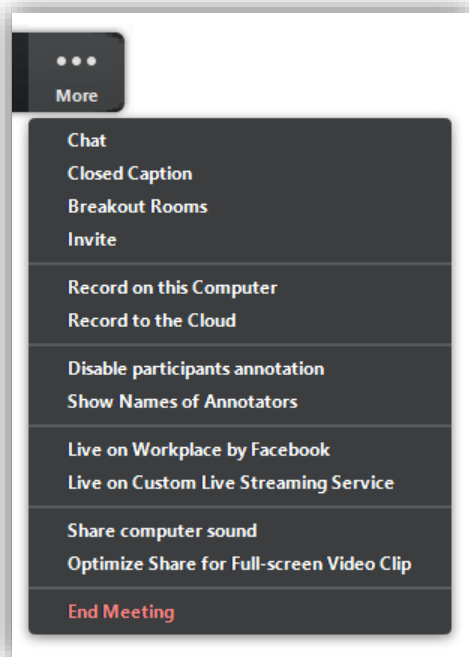 More
Chat
Closed Caption
Breakout Rooms
Invite
Record on this Computer
Record to the Cloud
Disable participants annotation
Show Names of Annotators
Live on Workplace by Facebook
Live on Custom Live Streaming Service
Share computer sound
Optimize Share for Full-screen Video Clip
End Meeting